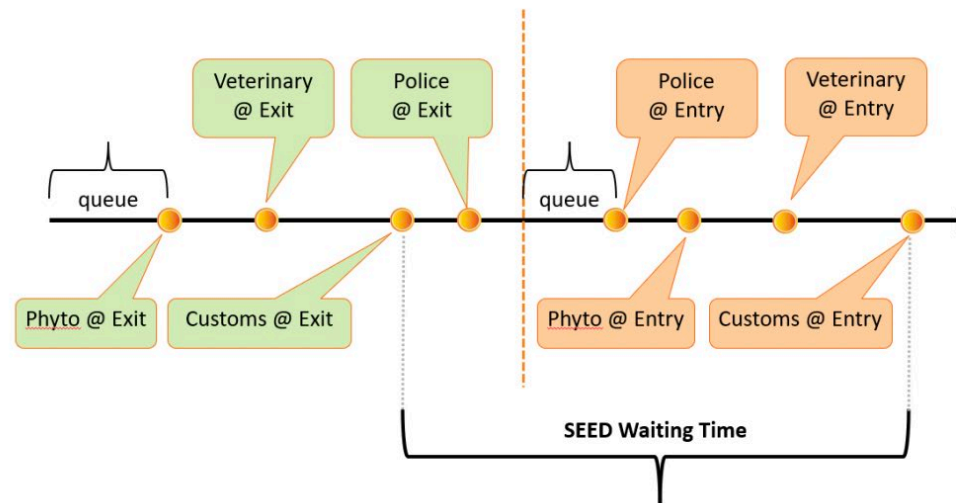 Veterinary
@ Exit
Police
@ Exit
Police
@ Entry
Veterinary
@ Entry
queue
queue
Phyto @ Exit
Customs @ Exit
Phyto @ Entry
Customs @ Entry
SEED Waiting Time